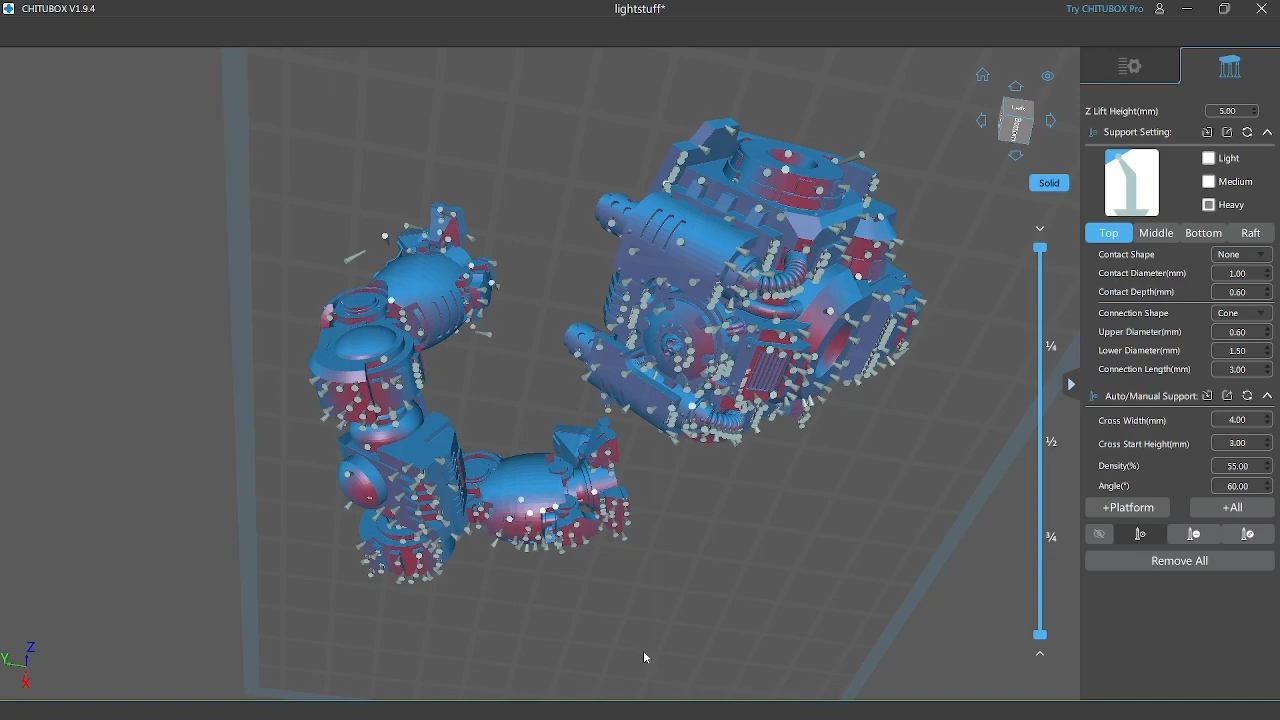 CHITUBOX V1.9.4
lightstuff*
Try CHITUBOX Pro
Z Lift Height(mm) 5.00
Support Setting:
Light
Medium
Heavy
Top Middle Bottom Raft
Contact Shape None
Contact Diameter(mm) 1.00
Contact Depth(mm) 0.60
Connection Shape Cone
Upper Diameter(mm) 0.60
Lower Diameter(mm) 1.50
Connection Length(mm) 3.00
Auto/Manual Support:
Cross Width(mm) 4.00
Cross Start Height(mm) 3.00
Density(%) 55.00
Angle(°) 60.00
+Platform +All
Remove All
Bottom
Solid
¼
½
¾
Z
Y
X